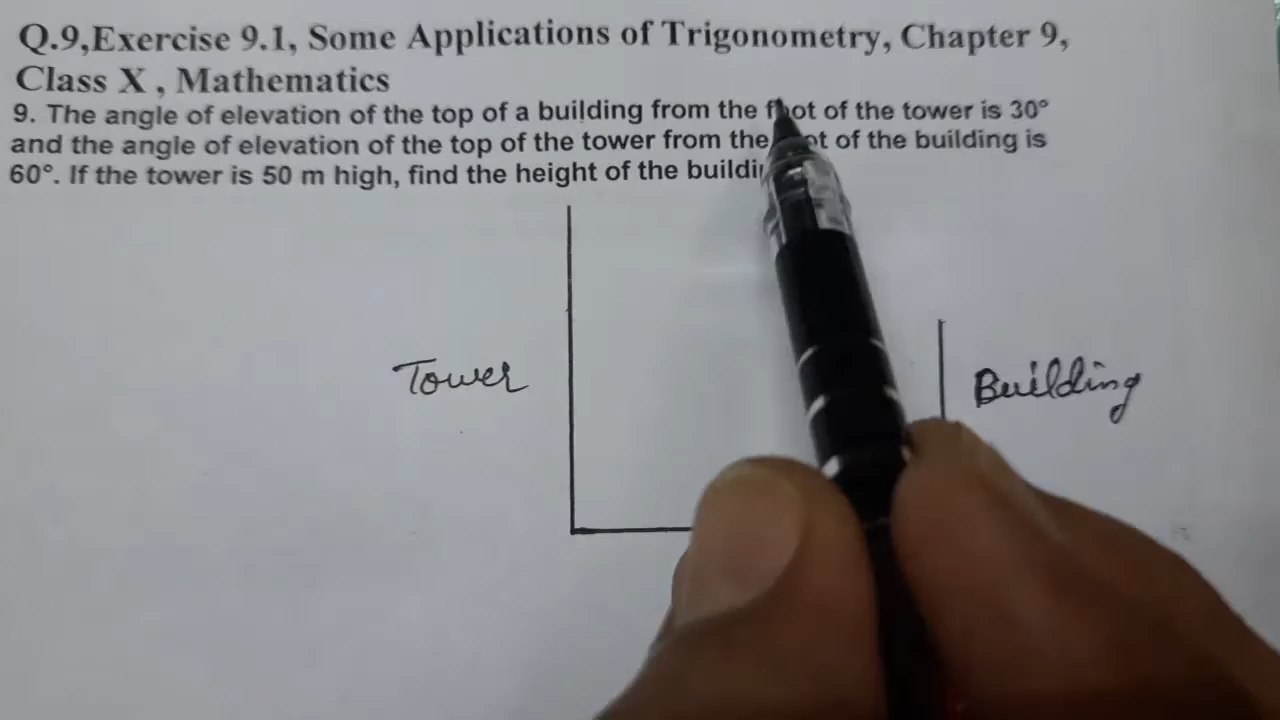 Q.9,Exercise 9.1, Some Applications of Trigonometry, Chapter 9,
Class X , Mathematics
9. The angle of elevation of the top of a building from the foot of the tower is 30°
and the angle of elevation of the top of the tower from the of the building is
60°. If the tower is 50 m high, find the height of the
Tower
Building